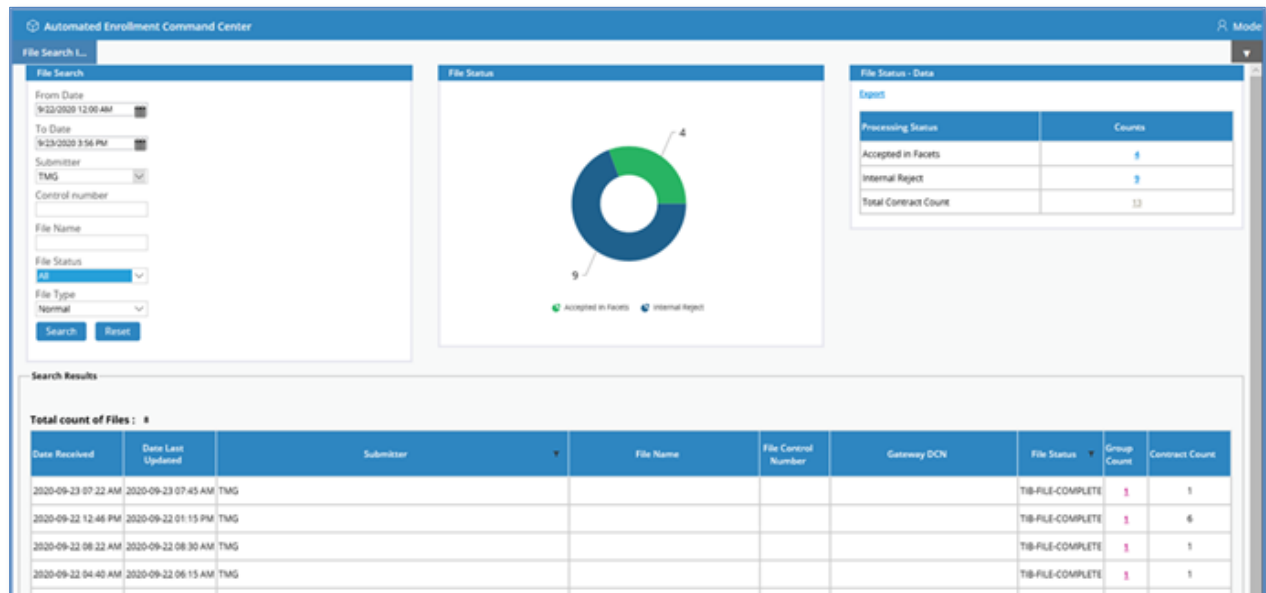 Automated Enrollment Command Center
Mode
File Search I...
File Search
From Date
9/22/2020 12:00 AM
To Date
9/23/2020 3:56 PM
Submitter
TMG
Control number
File Name
File Status
All
File Type
Normal
Search Reset
File Status
4
9
Accepted in Facets Internal Reject
File Status - Data
Export
Processing Status Counts
Accepted in Facets 4
Internal Reject 9
Total Contract Count 13
Search Results
Total count of Files : 8
Date Received Date Last Updated Submitter File Name File Control Number Gateway DCN File Status Group Count Contract Count
2020-09-23 07:22 AM 2020-09-23 07:45 AM TMG TIB-FILE-COMPLETE 1 1
2020-09-22 12:46 PM 2020-09-22 01:15 PM TMG TIB-FILE-COMPLETE 1 6
2020-09-22 08:22 AM 2020-09-22 08:30 AM TMG TIB-FILE-COMPLETE 1 1
2020-09-22 04:40 AM 2020-09-22 06:15 AM TMG TIB-FILE-COMPLETE 1 1